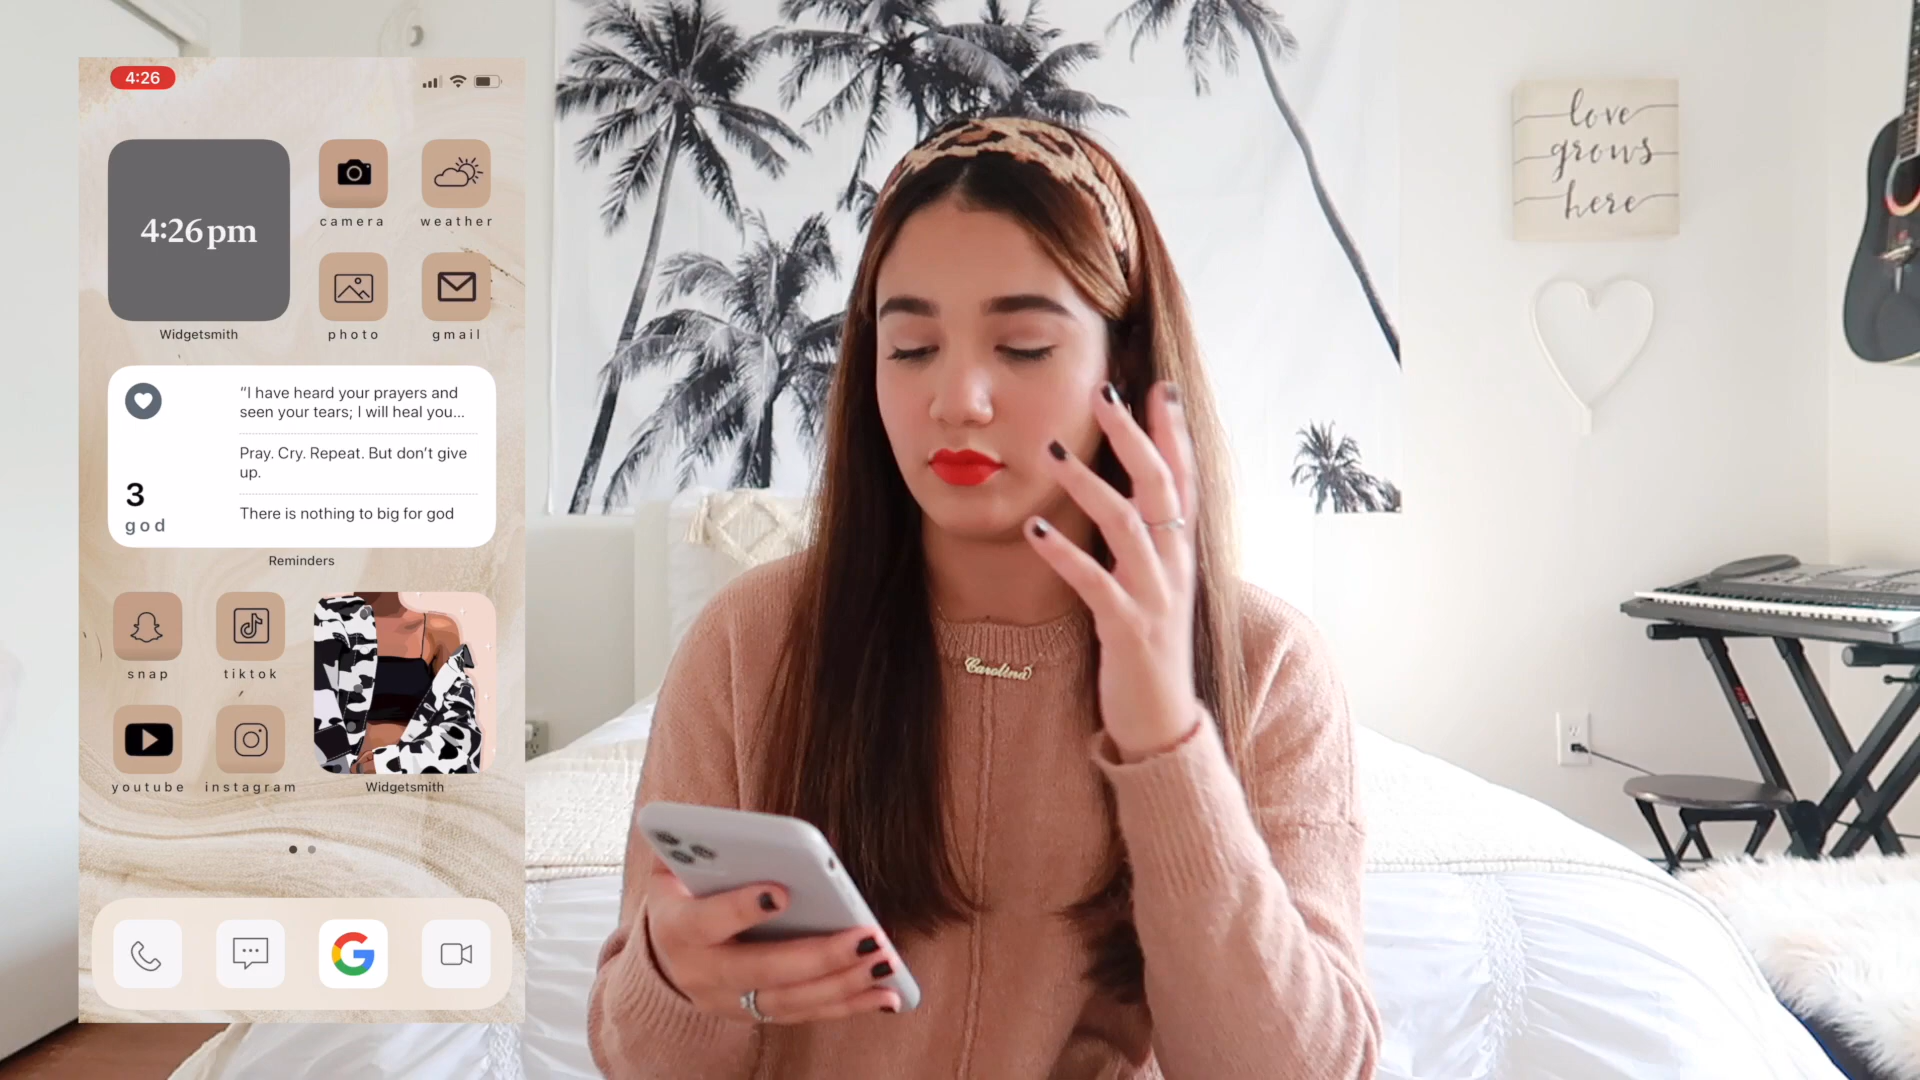 4:26
4:26pm
camera
weather
photo
gmail
Widgetsmith
"I have heard your prayers and
seen your tears; I will heal you...
Pray. Cry. Repeat. But don't give
up.
There is nothing to big for god
3
god
Reminders
snap
tiktok
youtube
instagram
Widgetsmith
G
love
grows
here
Carolina